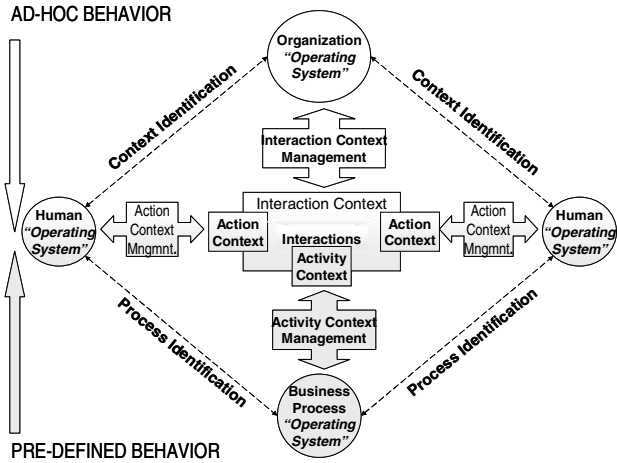 AD-HOC BEHAVIOR
Organization
“Operating
System”
Context Identification
Context Identification
Interaction Context
Management
Interaction Context
Human
“Operating
System”
Action
Context
Mngmnt.
Action
Context
Interactions
Activity
Context
Action
Context
Action
Context
Mngmnt.
Human
“Operating
System”
Activity Context
Management
Process Identification
Process Identification
Business
Process
“Operating
System”
PRE-DEFINED BEHAVIOR